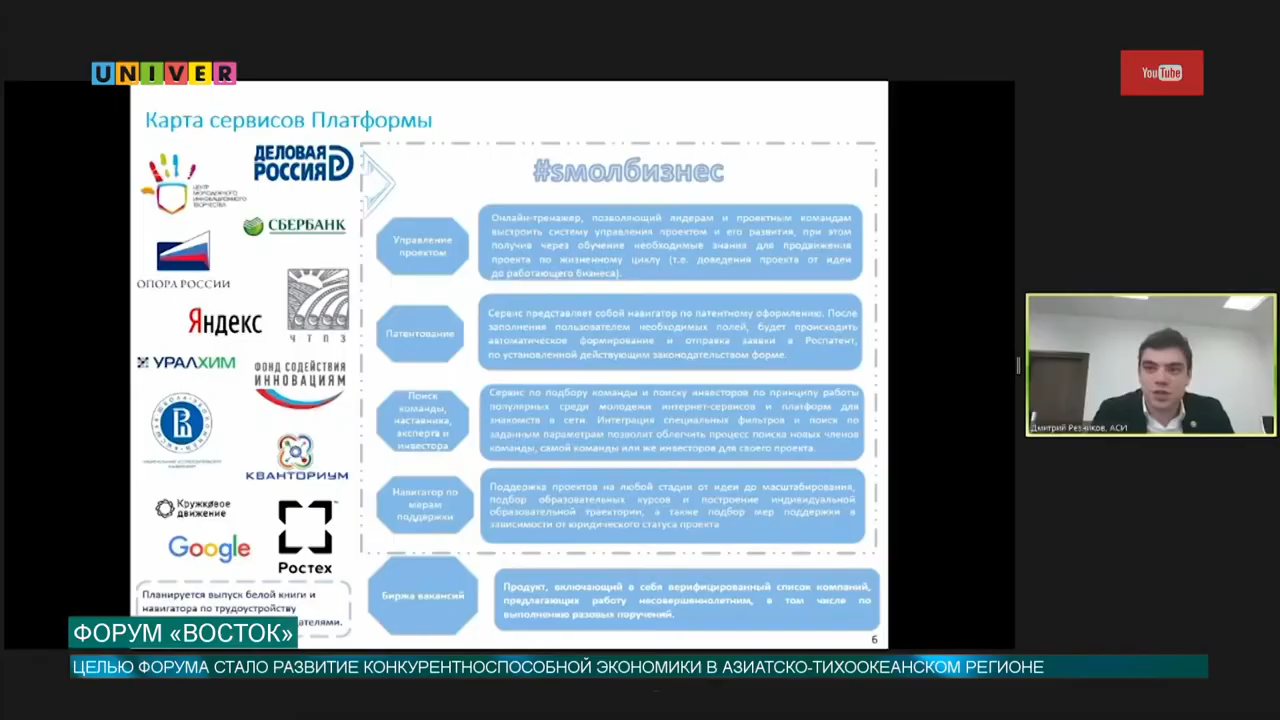 UNIVER
YouTube
Карта сервисов Платформы
ЦЕНТР
МОЛОДЕЖНОГО
ИННОВАЦИОННОГО
ТВОРЧЕСТВА
ДЕЛОВАЯ
РОССИЯ
СБЕРБАНК
ОПОРА РОССИИ
Яндекс
ЧТПЗ
УРАЛХИМ
ФОНД СОДЕЙСТВИЯ
ИННОВАЦИЯМ
КВАНТОРИУМ
Кружковое
движение
Google
Ростех
Планируется выпуск белой книги и
навигатора по трудоустройству
ателями.
#sмолбизнес
Управление
проектом
Онлайн-тренажер, позволяющий лидерам и проектным командам
выстроить систему управления проектом и его развития, при этом
получив через обучение необходимые знания для продвижения
проекта по жизненному циклу (т.е. доведения проекта от идеи
до работающего бизнеса).
Патентование
Сервис представляет собой навигатор по патентному оформлению. После
заполнения пользователем необходимых полей, будет происходить
автоматическое формирование и отправка заявки в Роспатент,
по установленной действующим законодательством форме.
Поиск
команды,
наставника,
эксперта и
инвестора
Сервис по подбору команды и поиску инвесторов по принципу работы
популярных среди молодежи интернет-сервисов и платформ для
знакомств в сети. Интеграция специальных фильтров и поиск по
заданным параметрам позволит облегчить процесс поиска новых членов
команды, самой команды или же инвесторов для своего проекта.
Навигатор по
мерам
поддержки
Поддержка проектов на любой стадии от идеи до масштабирования,
подбор образовательных курсов и построение индивидуальной
образовательной траектории, а также подбор мер поддержки в
зависимости от юридического статуса проекта
Биржа вакансий
Продукт, включающий в себя верифицированный список компаний,
предлагающих работу несовершеннолетним, в том числе по
выполнению разовых поручений.
6
Дмитрий Резников, АСИ
ФОРУМ «ВОСТОК»
ЦЕЛЬЮ ФОРУМА СТАЛО РАЗВИТИЕ КОНКУРЕНТНОСПОСОБНОЙ ЭКОНОМИКИ В АЗИАТСКО-ТИХООКЕАНСКОМ РЕГИОНЕ